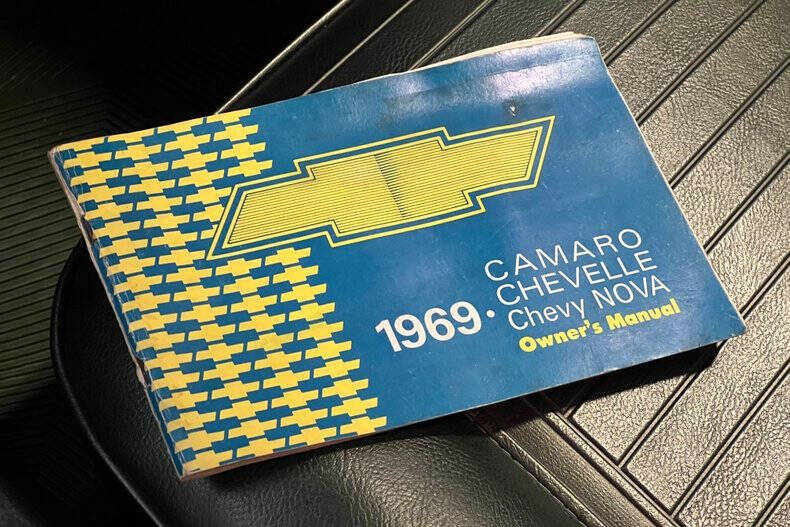 1969·
CAMARO
CHEVELLE
Chevy NOVA
Owner's Manual